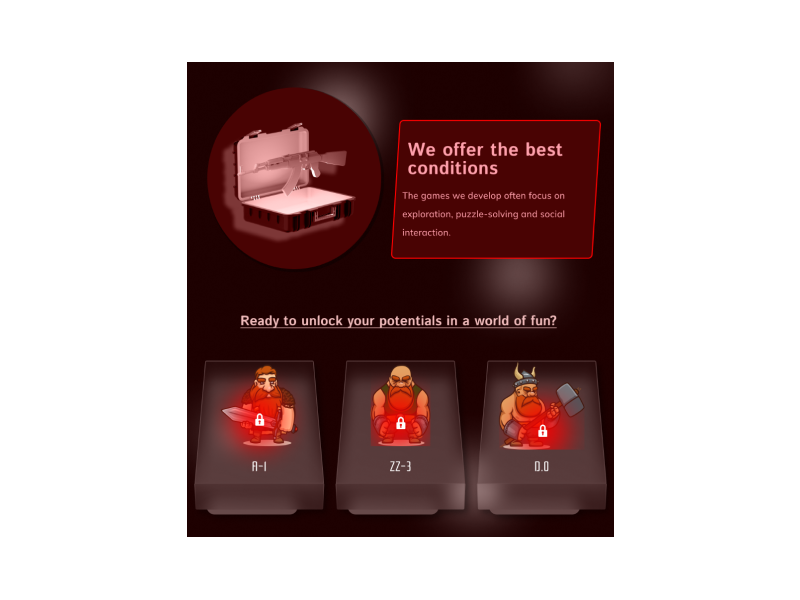 We offer the best
conditions
The games we develop often focus on
exploration, puzzle-solving and social
interaction.
Ready to unlock your potentials in a world of fun?
A-1
ZZ-3
D.D